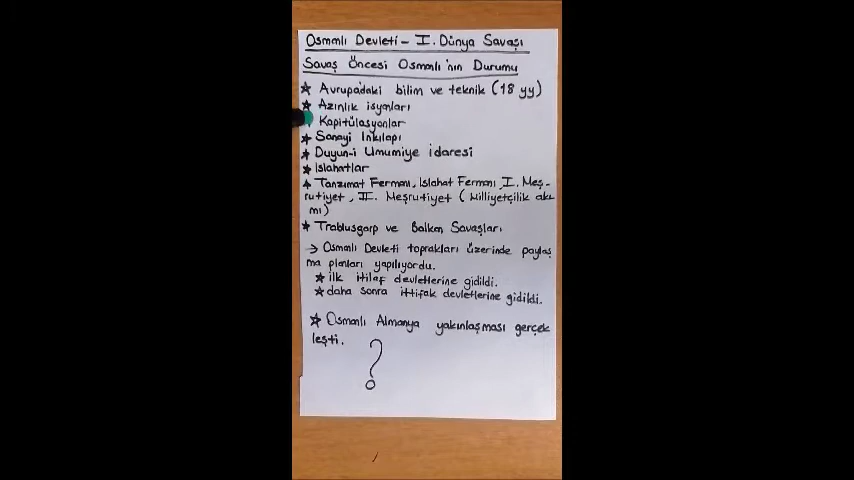 Osmanlı Devleti - I. Dünya Savaşı
Savaş Öncesi Osmanlı'nın Durumu
★ Avrupa'daki bilim ve teknik (18 yy)
★ Azınlık isyanları
Kapitülasyonlar
★ Sanayi İnkılapı
★ Duyun-i Umumiye idaresi
★ Islahatlar
★ Tanzimat Fermanı, Islahat Fermanı, I. Meş-
rutiyet, II. Meşrutiyet (Milliyetçilik akı
mı)
★ Trablusgarp ve Balkan Savaşları
→ Osmanlı Devleti toprakları üzerinde paylaş
ma planları yapılıyordu.
★ ilk itilaf devletlerine gidildi.
★ daha sonra ittifak devletlerine gidildi.
★ Osmanlı Almanya yakınlaşması gerçek
leşti.
?